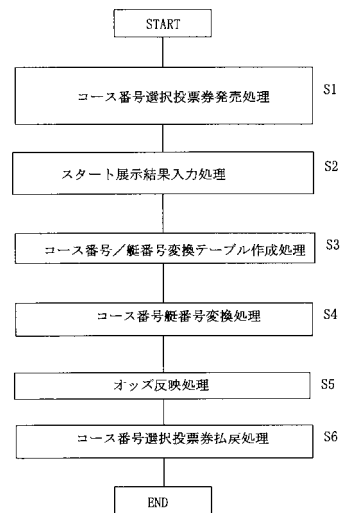 START
コース番号選択投票券発売処理 S1
スタート展示結果入力処理 S2
コース番号／艇番号変換テーブル作成処理 S3
コース番号艇番号変換処理 S4
オッズ反映処理 S5
コース番号選択投票券払戻処理 S6
END